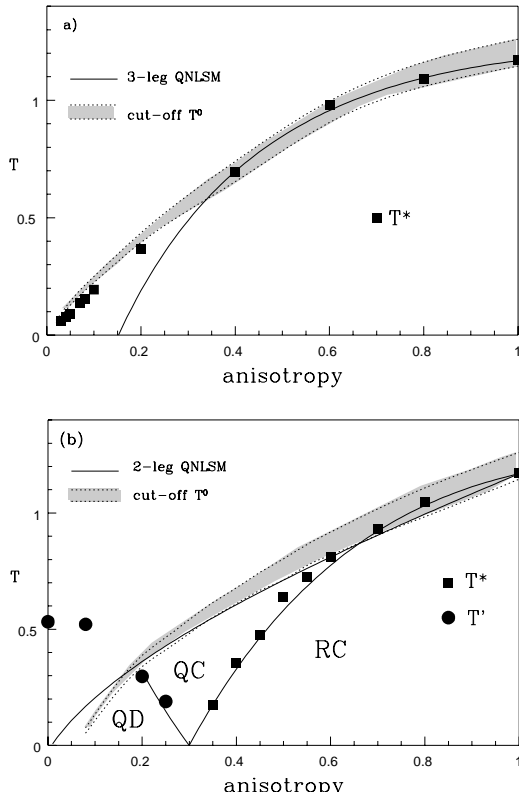 a)
3-leg QNLSM
cut-off T⁰
1
T
0.5
T*
0
0 0.2 0.4 0.6 0.8 1
anisotropy
(b)
2-leg QNLSM
cut-off T⁰
1
T
T*
T'
0.5
QC
RC
QD
0
0 0.2 0.4 0.6 0.8 1
anisotropy